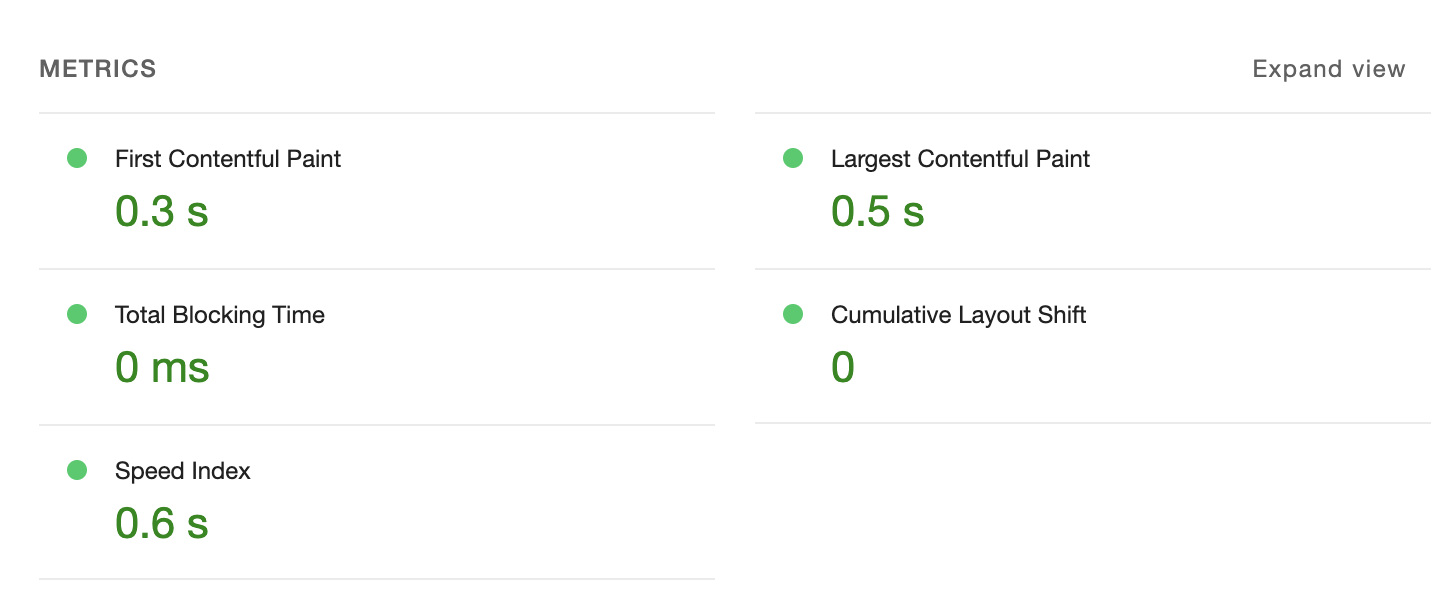 METRICS
Expand view
First Contentful Paint
0.3 s
Largest Contentful Paint
0.5 s
Total Blocking Time
0 ms
Cumulative Layout Shift
0
Speed Index
0.6 s